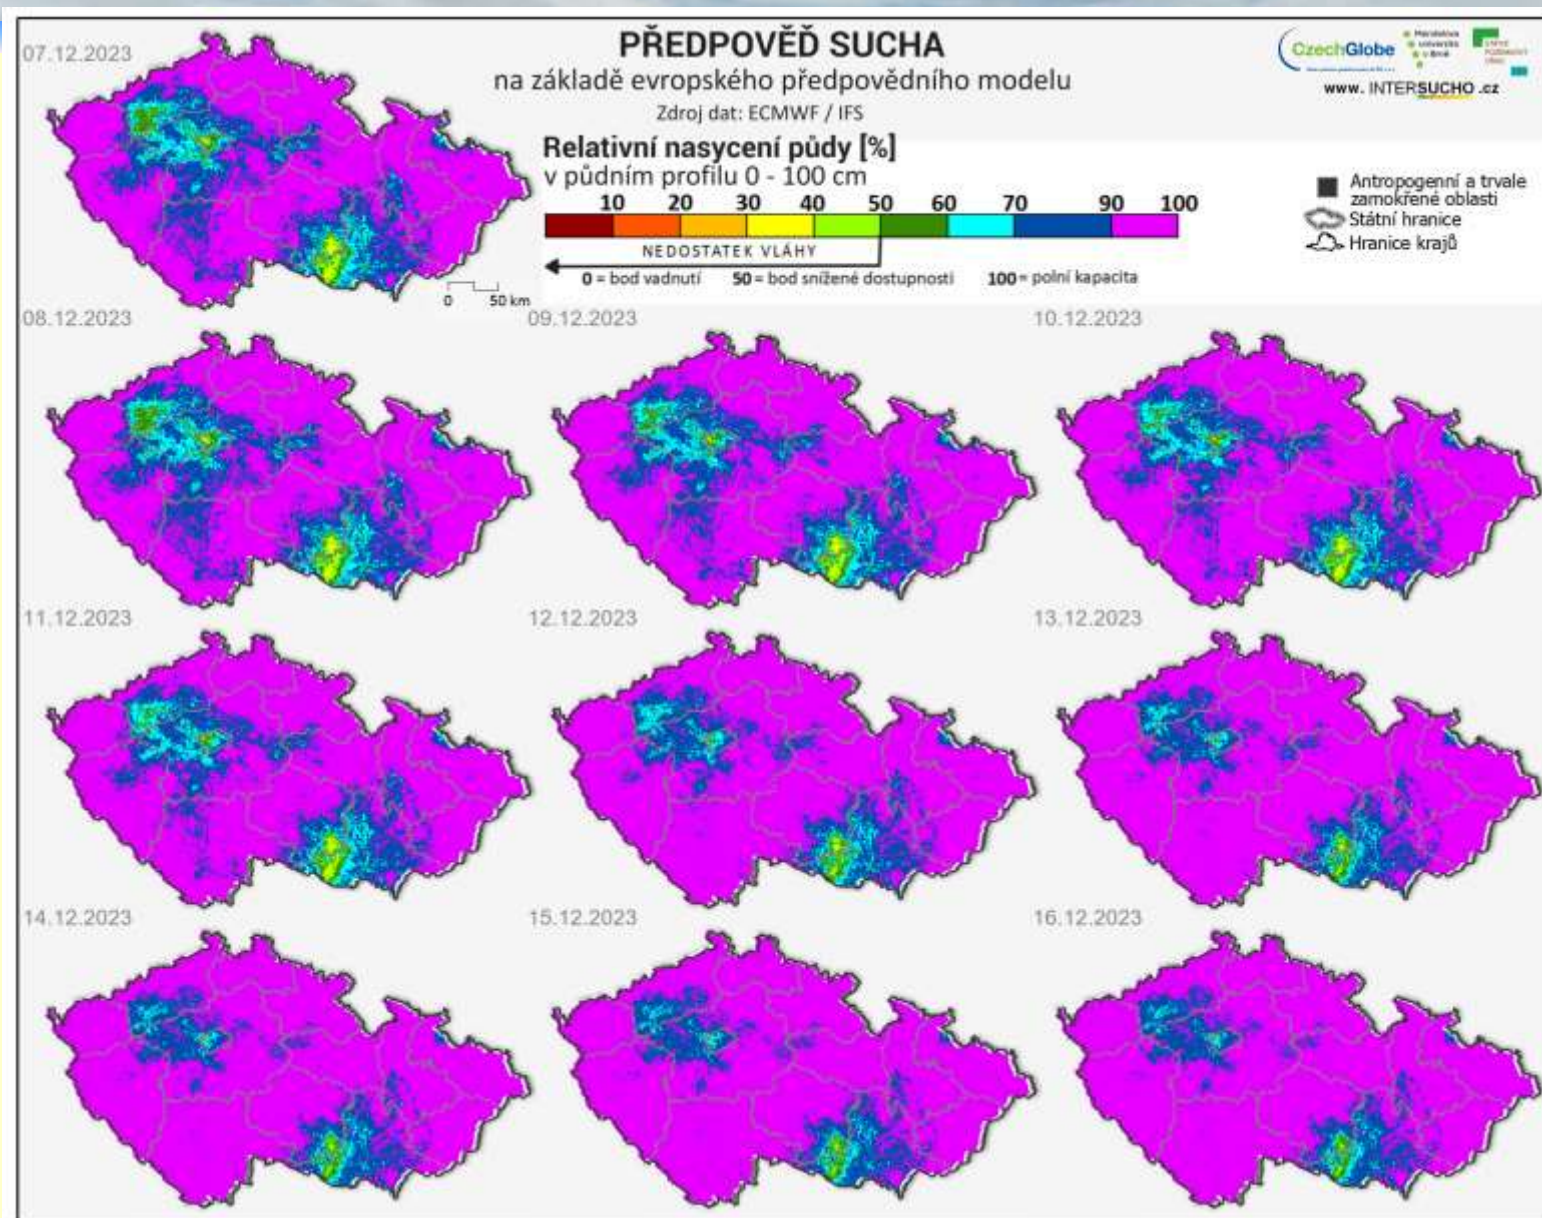 07.12.2023
PŘEDPOVĚĎ SUCHA
na základě evropského předpovědního modelu
Zdroj dat: ECMWF / IFS
CzechGlobe
Mendelova
univerzita
v Brně
www. INTERSUCHO .cz
Relativní nasycení půdy [%]
v půdním profilu 0 - 100 cm
10 20 30 40 50 60 70 90 100
NEDOSTATEK VLÁHY
0 = bod vadnutí 50 = bod snížené dostupnosti 100 = polní kapacita
Antropogenní a trvale
zamokřené oblasti
Státní hranice
Hranice krajů
0 50 km
08.12.2023
09.12.2023
10.12.2023
11.12.2023
12.12.2023
13.12.2023
14.12.2023
15.12.2023
16.12.2023